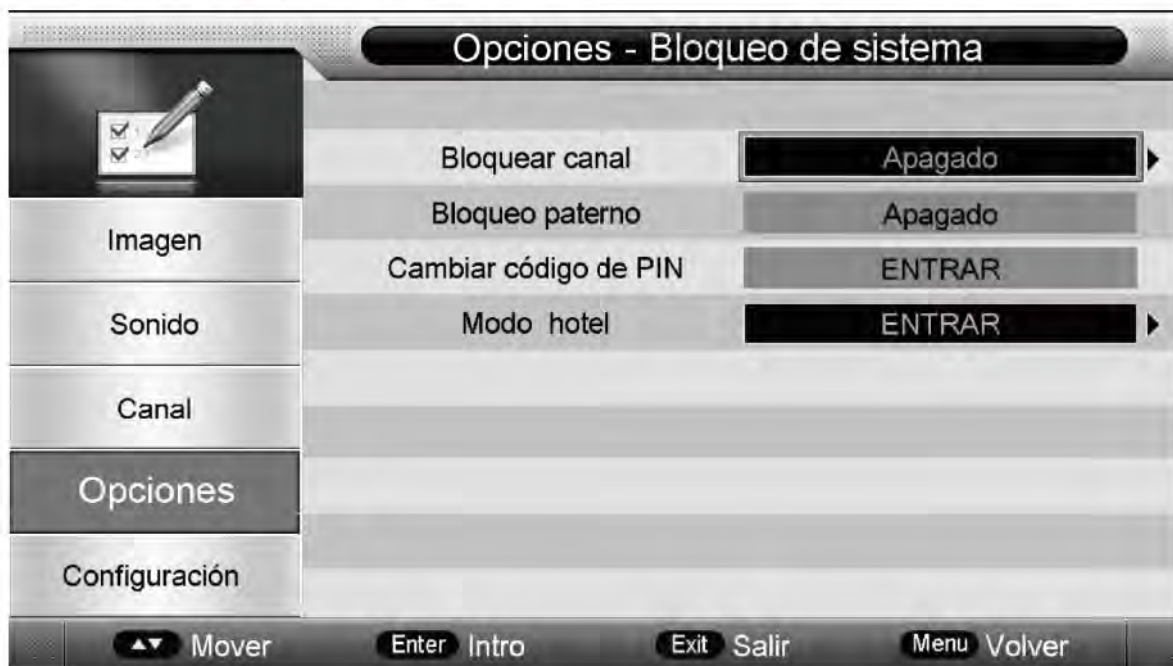 Opciones - Bloqueo de sistema
Bloquear canal Apagado
Bloqueo paterno Apagado
Cambiar código de PIN ENTRAR
Modo hotel ENTRAR
Imagen
Sonido
Canal
Opciones
Configuración
Mover Enter Intro Exit Salir Menu Volver